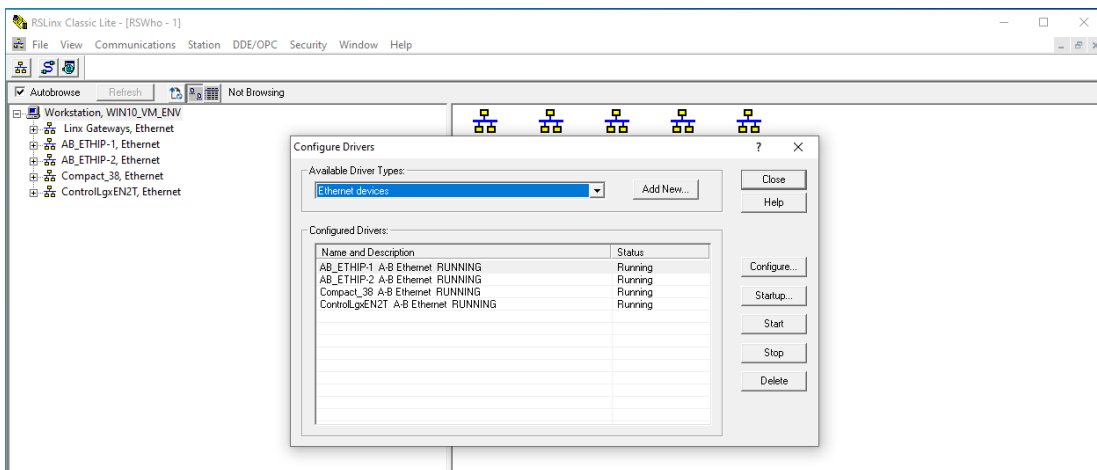 RSLinx Classic Lite - [RSWho - 1]
File View Communications Station DDE/OPC Security Window Help
Autobrowse Refresh Not Browsing
Workstation, WIN10_VM_ENV
Linx Gateways, Ethernet
AB_ETHIP-1, Ethernet
AB_ETHIP-2, Ethernet
Compact_38, Ethernet
ControlLgxEN2T, Ethernet
Configure Drivers ? ×
Available Driver Types:
Ethernet devices
Add New...
Close
Help
Configured Drivers:
Name and Description Status
AB_ETHIP-1 A-B Ethernet RUNNING Running
AB_ETHIP-2 A-B Ethernet RUNNING Running
Compact_38 A-B Ethernet RUNNING Running
ControlLgxEN2T A-B Ethernet RUNNING Running
Configure...
Startup...
Start
Stop
Delete